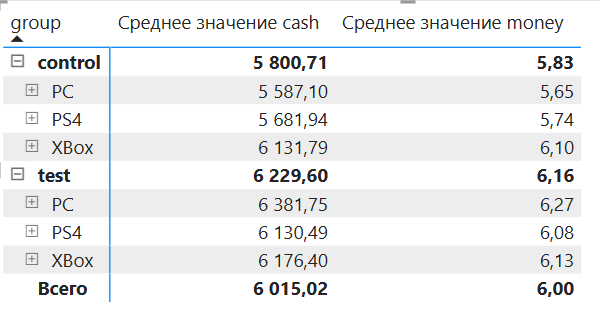 group Среднее значение cash Среднее значение money
control 5 800,71 5,83
PC 5 587,10 5,65
PS4 5 681,94 5,74
XBox 6 131,79 6,10
test 6 229,60 6,16
PC 6 381,75 6,27
PS4 6 130,49 6,08
XBox 6 176,40 6,13
Всего 6 015,02 6,00